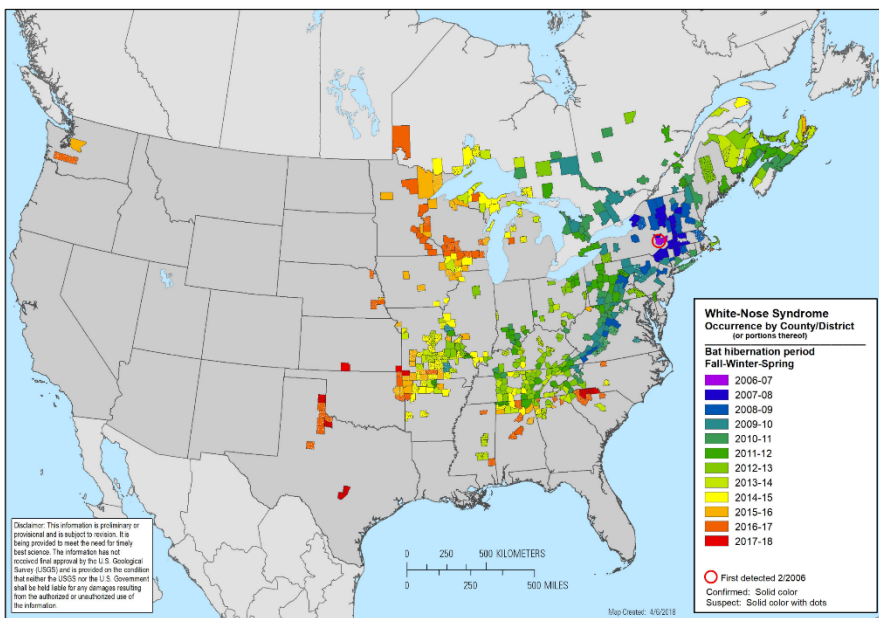 White-Nose Syndrome
Occurrence by County/District
(or portions thereof)
Bat hibernation period
Fall-Winter-Spring
2006-07
2007-08
2008-09
2009-10
2010-11
2011-12
2012-13
2013-14
2014-15
2015-16
2016-17
2017-18
First detected 2/2006
Confirmed: Solid color
Suspect: Solid color with dots
Disclaimer: This information is preliminary or
provisional and is subject to revision. It is
being provided to meet the need for timely
best science. The information has not
received final approval by the U.S. Geological
Survey (USGS) and is provided on the condition
that neither the USGS nor the U.S. Government
shall be held liable for any damages resulting
from the authorized or unauthorized use of
the information.
0 250 500 KILOMETERS
0 250 500 MILES
Map Created: 4/6/2018